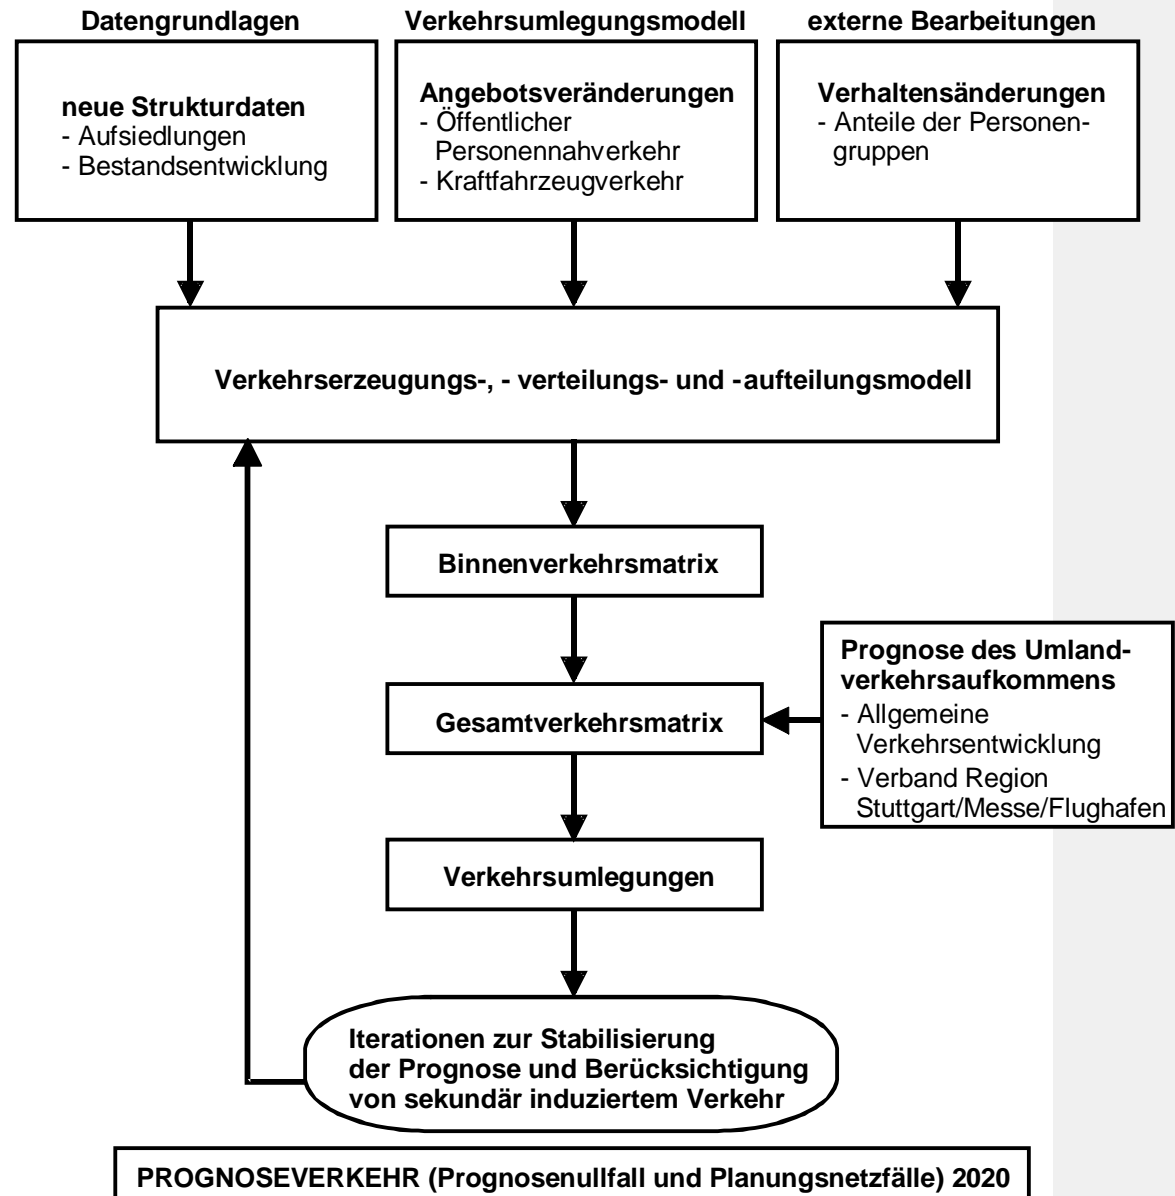 Datengrundlagen
Verkehrsumlegungsmodell
externe Bearbeitungen
neue Strukturdaten
- Aufsiedlungen
- Bestandsentwicklung
Angebotsveränderungen
- Öffentlicher
Personennahverkehr
- Kraftfahrzeugverkehr
Verhaltensänderungen
- Anteile der Personen-
gruppen
Verkehrserzeugungs-, - verteilungs- und -aufteilungsmodell
Binnenverkehrsmatrix
Prognose des Umland-
verkehrsaufkommens
- Allgemeine
Verkehrsentwicklung
- Verband Region
Stuttgart/Messe/Flughafen
Gesamtverkehrsmatrix
Verkehrsumlegungen
Iterationen zur Stabilisierung
der Prognose und Berücksichtigung
von sekundär induziertem Verkehr
PROGNOSEVERKEHR (Prognosenullfall und Planungsnetzfälle) 2020